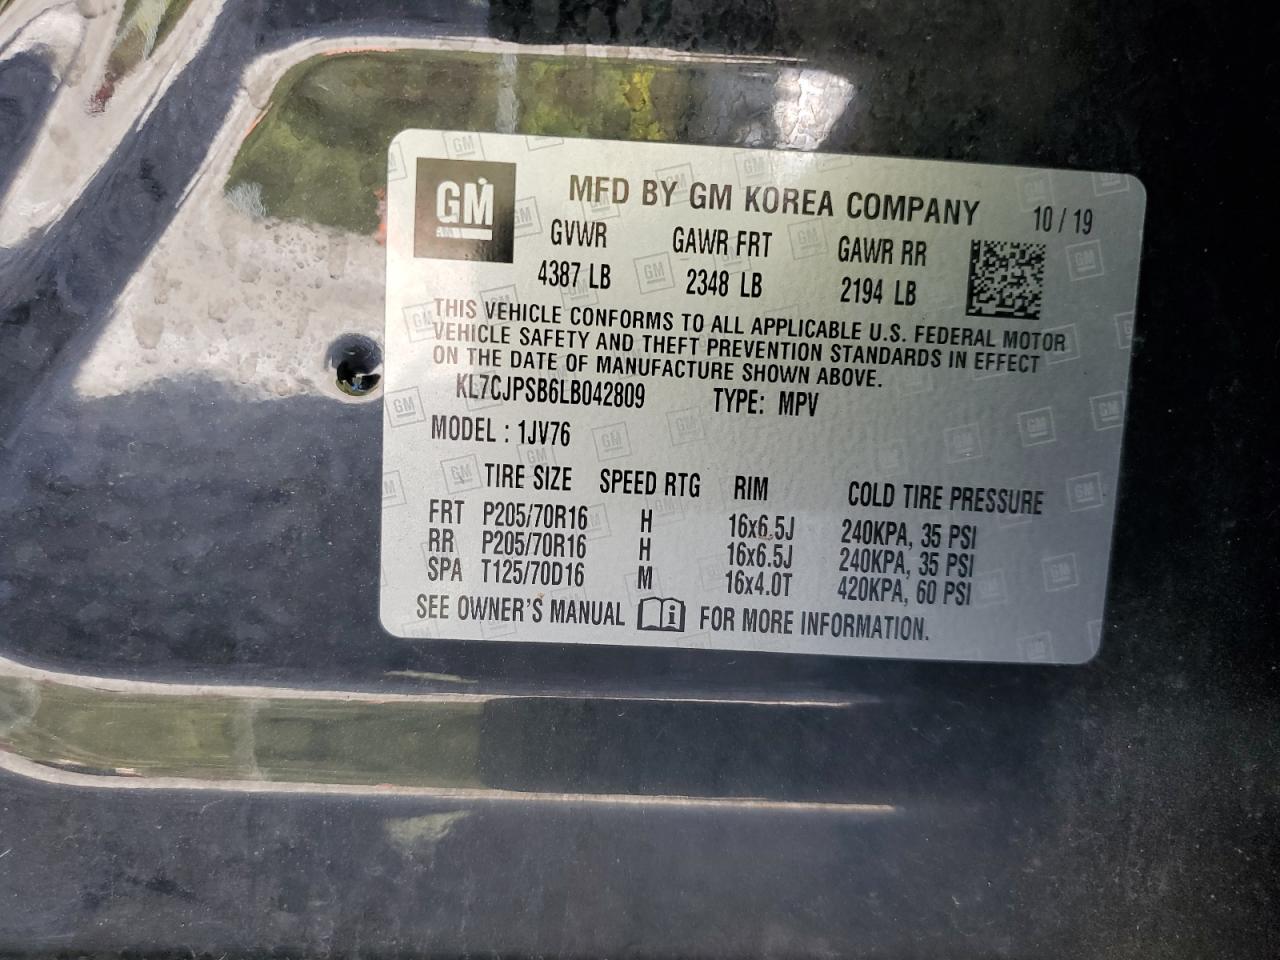 GM MFD BY GM KOREA COMPANY 10 / 19
GVWR GAWR FRT GAWR RR
4387 LB 2348 LB 2194 LB
THIS VEHICLE CONFORMS TO ALL APPLICABLE U.S. FEDERAL MOTOR
VEHICLE SAFETY AND THEFT PREVENTION STANDARDS IN EFFECT
ON THE DATE OF MANUFACTURE SHOWN ABOVE.
KL7CJPSB6LB042809 TYPE: MPV
MODEL : 1JV76
TIRE SIZE SPEED RTG RIM COLD TIRE PRESSURE
FRT P205/70R16 H 16x6.5J 240KPA, 35 PSI
RR P205/70R16 H 16x6.5J 240KPA, 35 PSI
SPA T125/70D16 M 16x4.0T 420KPA, 60 PSI
SEE OWNER'S MANUAL i FOR MORE INFORMATION.